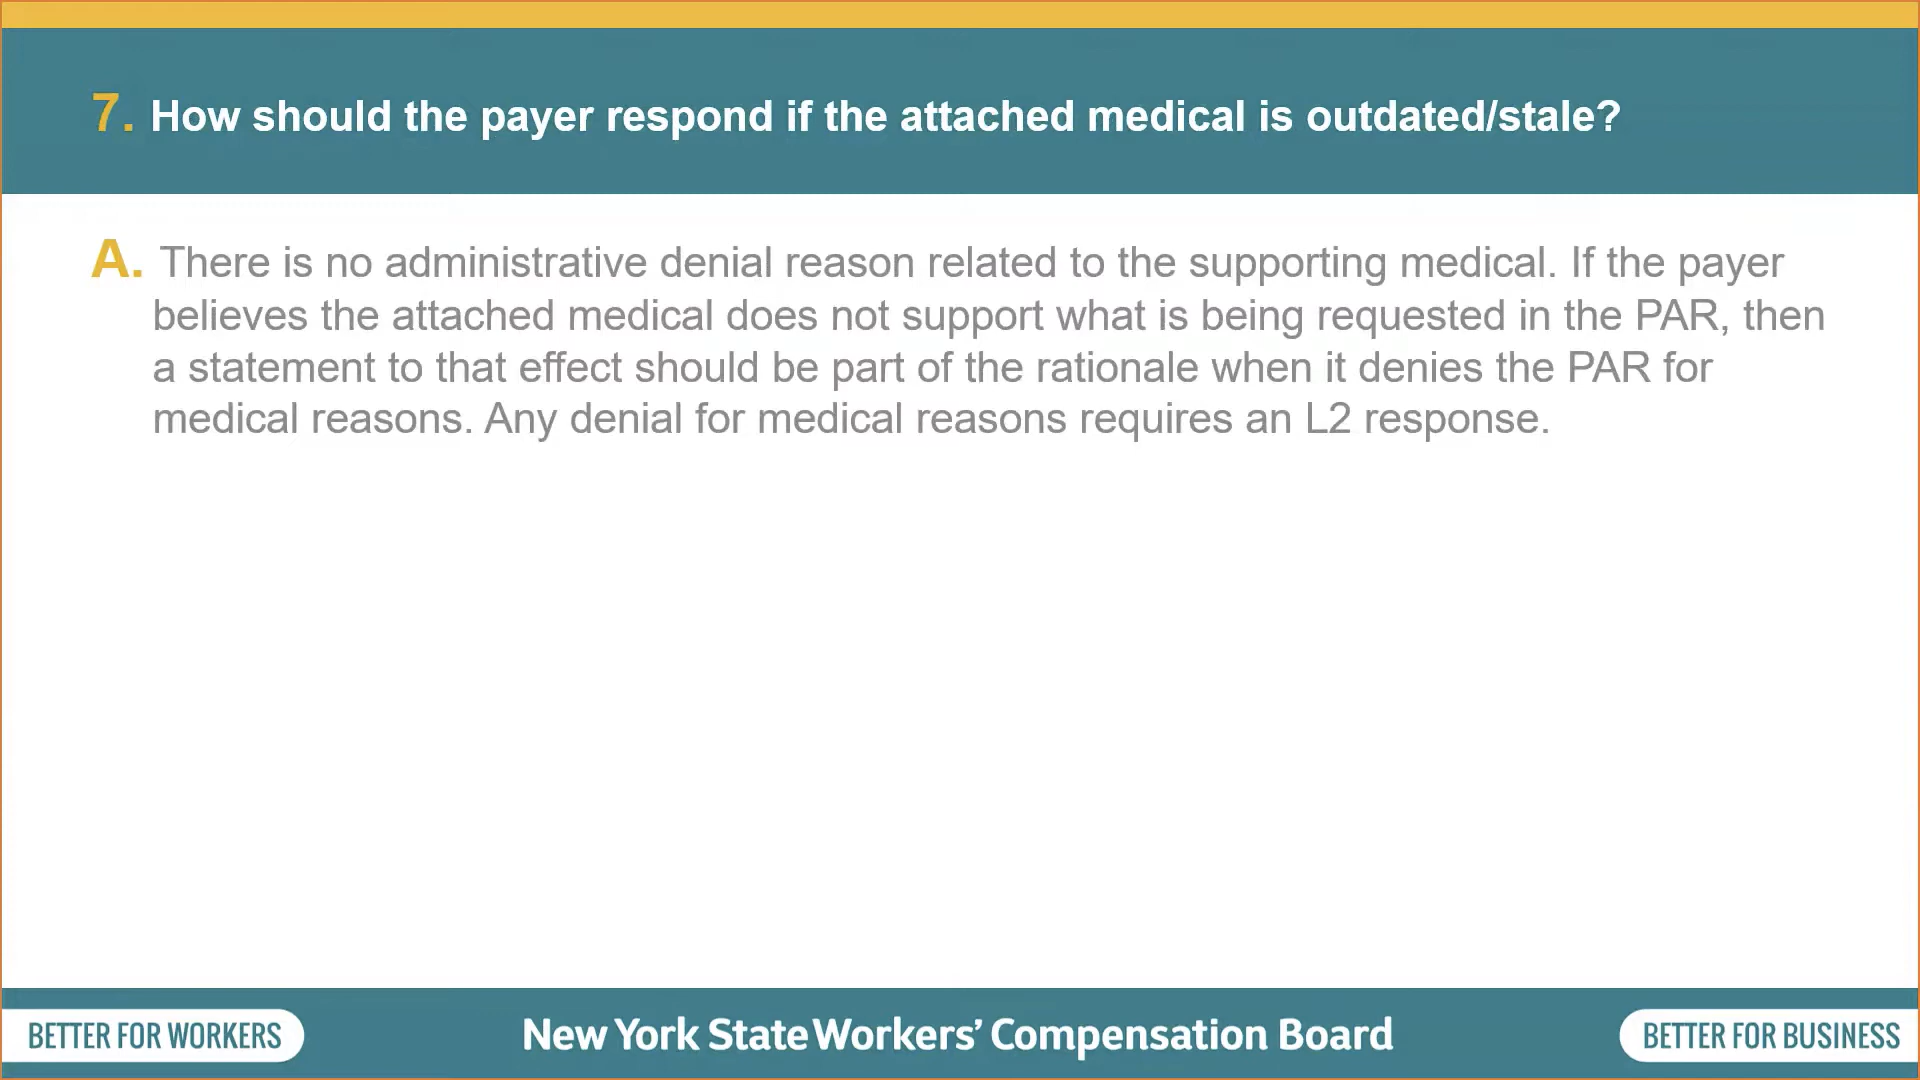 7. How should the payer respond if the attached medical is outdated/stale?
A. There is no administrative denial reason related to the supporting medical. If the payer
believes the attached medical does not support what is being requested in the PAR, then
a statement to that effect should be part of the rationale when it denies the PAR for
medical reasons. Any denial for medical reasons requires an L2 response.
BETTER FOR WORKERS
New York State Workers' Compensation Board
BETTER FOR BUSINESS